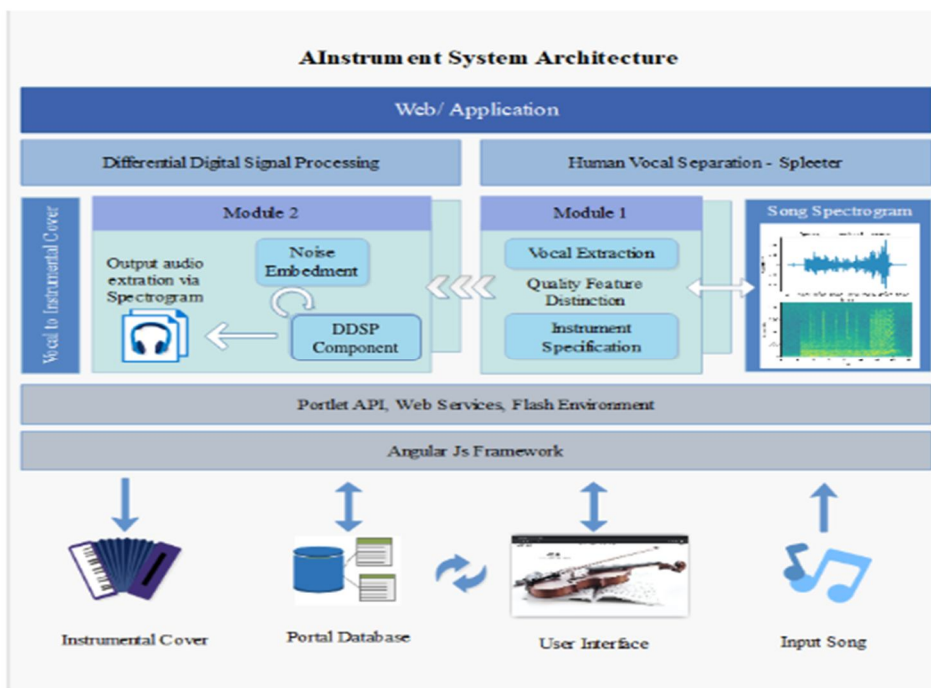 AInstrument System Architecture
Web/ Application
Differential Digital Signal Processing
Human Vocal Separation - Spleeter
Vocal to Instrumental Cover
Module 2
Output audio
extration via
Spectrogram
Noise
Embedment
DDSP
Component
Module 1
Vocal Extraction
Quality Feature
Distinction
Instrument
Specification
Song Spectrogram
Portlet API, Web Services, Flash Environment
Angular Js Framework
Instrumental Cover
Portal Database
User Interface
Input Song